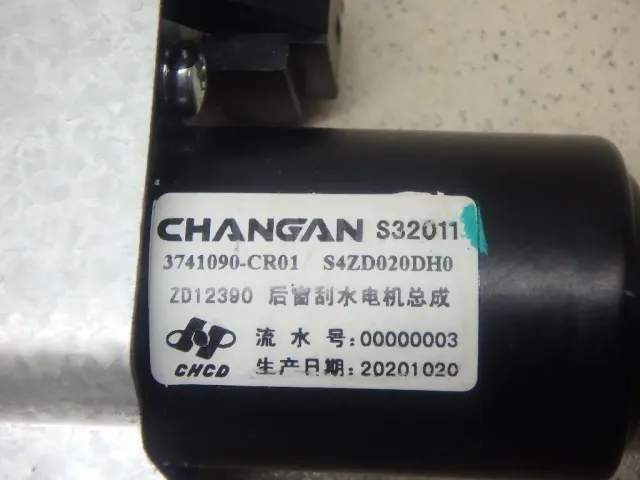 CHANGAN S32011
3741090-CR01 S4ZD020DH0
ZD12390 后窗刮水电机总成
流水号:00000003
CHCD 生产日期:20201020